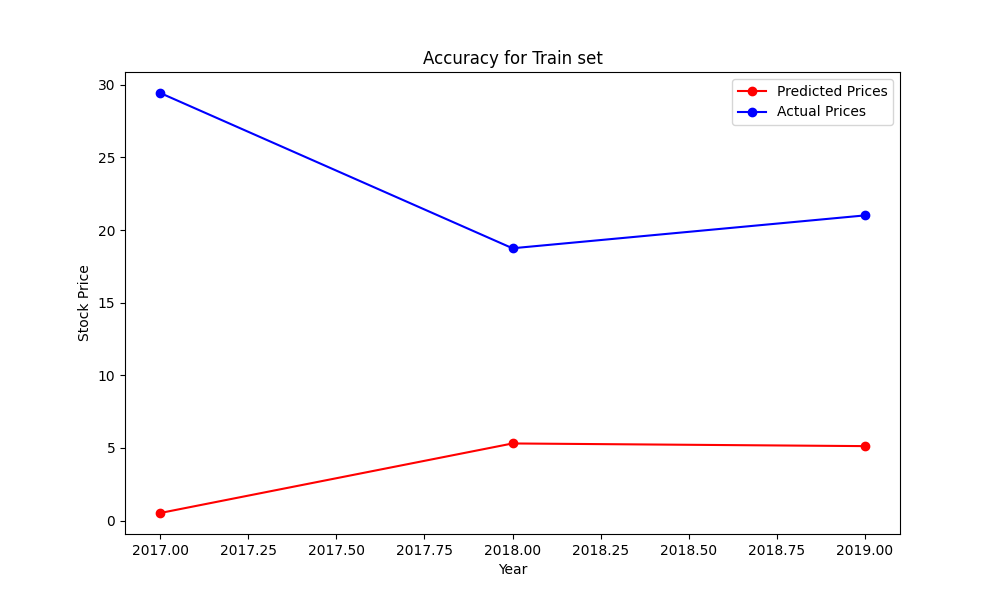 Accuracy for Train set
Predicted Prices
Actual Prices
30
25
20
15
10
5
0
Stock Price
2017.00 2017.25 2017.50 2017.75 2018.00 2018.25 2018.50 2018.75 2019.00
Year